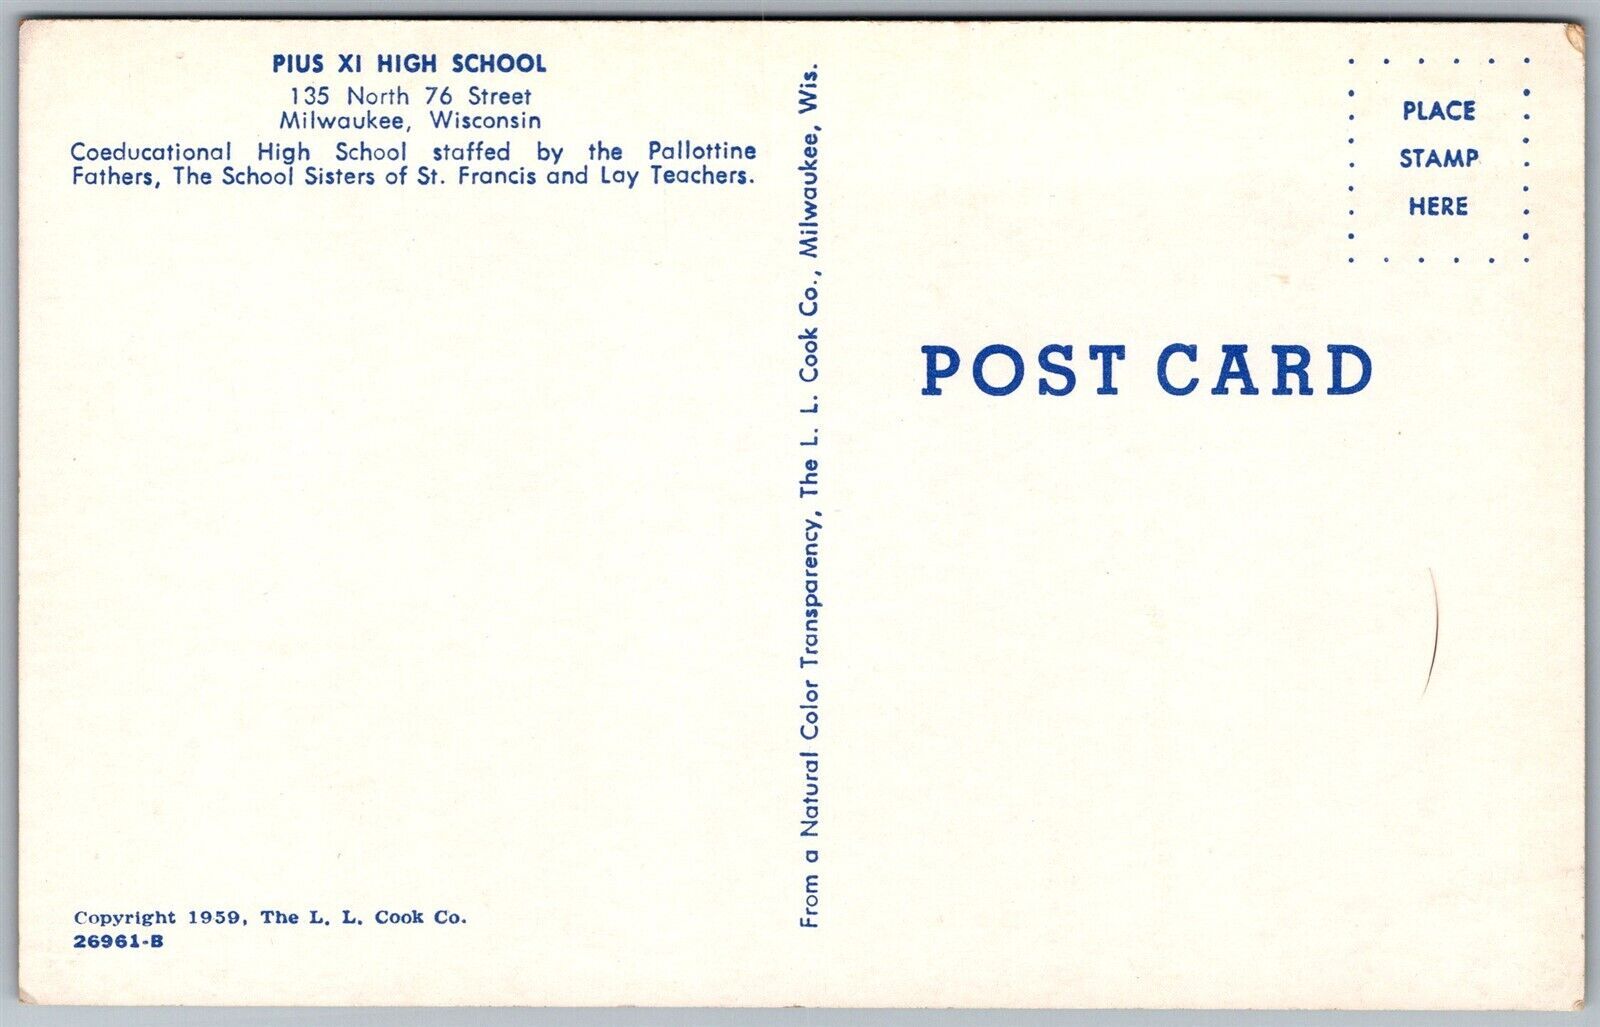 PIUS XI HIGH SCHOOL
135 North 76 Street
Milwaukee, Wisconsin
Coeducational High School staffed by the Pallottine
Fathers, The School Sisters of St. Francis and Lay Teachers.
Copyright 1959, The L. L. Cook Co.
26961-B
From a Natural Color Transparency, The L. L. Cook Co., Milwaukee, Wis.
PLACE
STAMP
HERE
POST CARD